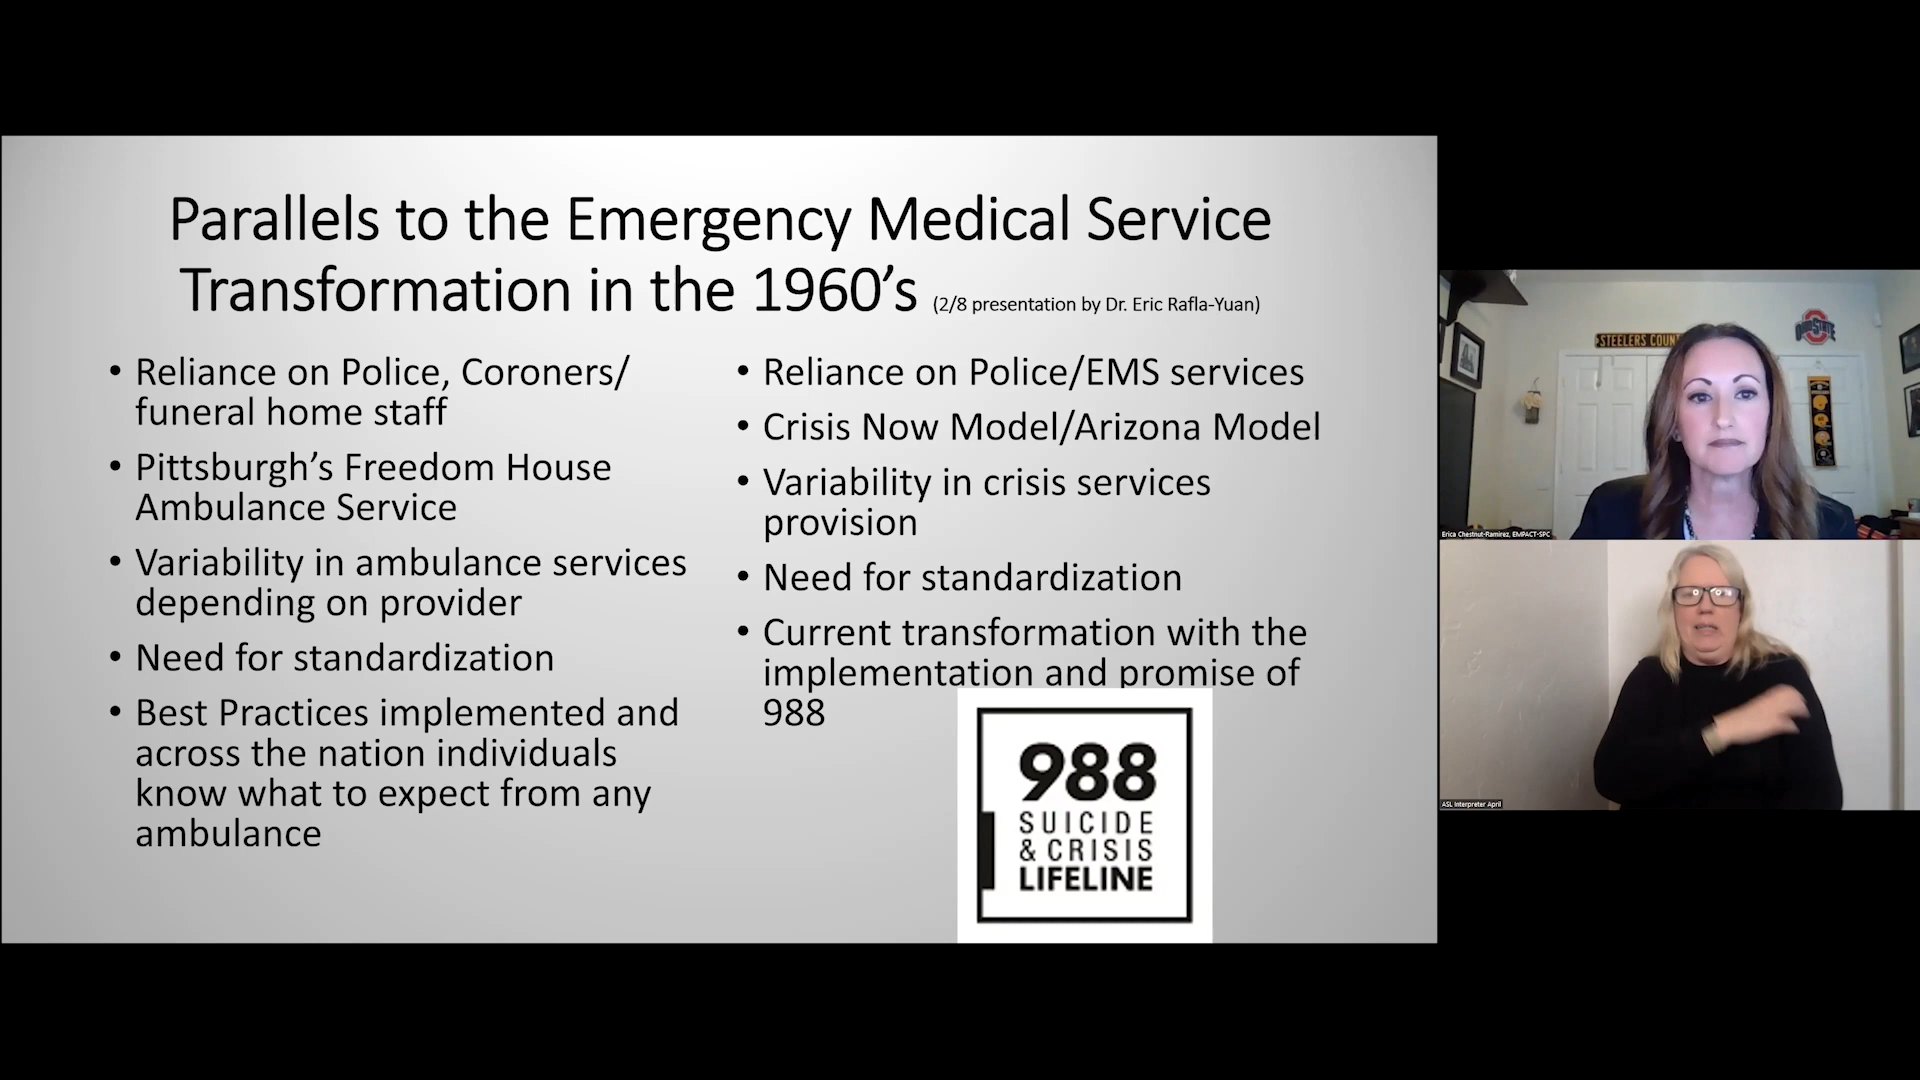 Parallels to the Emergency Medical Service
Transformation in the 1960’s (2/8 presentation by Dr. Eric Rafla-Yuan)
• Reliance on Police, Coroners/
funeral home staff
• Pittsburgh’s Freedom House
Ambulance Service
• Variability in ambulance services
depending on provider
• Need for standardization
• Best Practices implemented and
across the nation individuals
know what to expect from any
ambulance
• Reliance on Police/EMS services
• Crisis Now Model/Arizona Model
• Variability in crisis services
provision
• Need for standardization
• Current transformation with the
implementation and promise of
988
988
SUICIDE
& CRISIS
LIFELINE
STEELERS COUN
OHIO STATE
Erica Chestnut-Ramirez, EMPACT-SPC
ASL Interpreter April